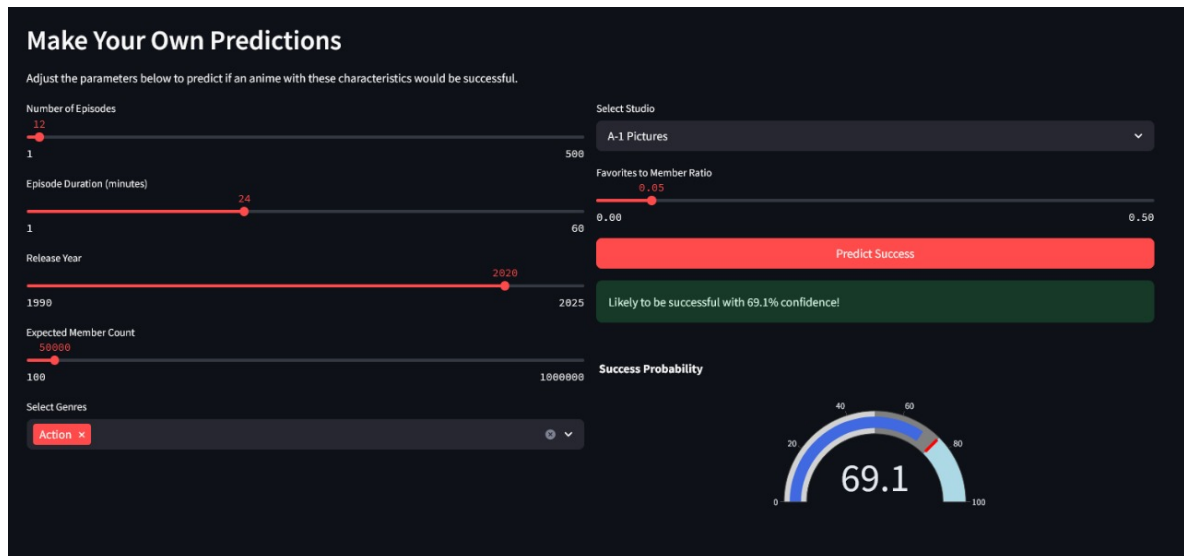 Make Your Own Predictions
Adjust the parameters below to predict if an anime with these characteristics would be successful.
Number of Episodes
12
1 500
Episode Duration (minutes)
24
1 60
Release Year
2020
1990 2025
Expected Member Count
50000
100 1000000
Select Genres
Action ×
Select Studio
A-1 Pictures
Favorites to Member Ratio
0.05
0.00 0.50
Predict Success
Likely to be successful with 69.1% confidence!
Success Probability
40 60
20 80
69.1
0 100